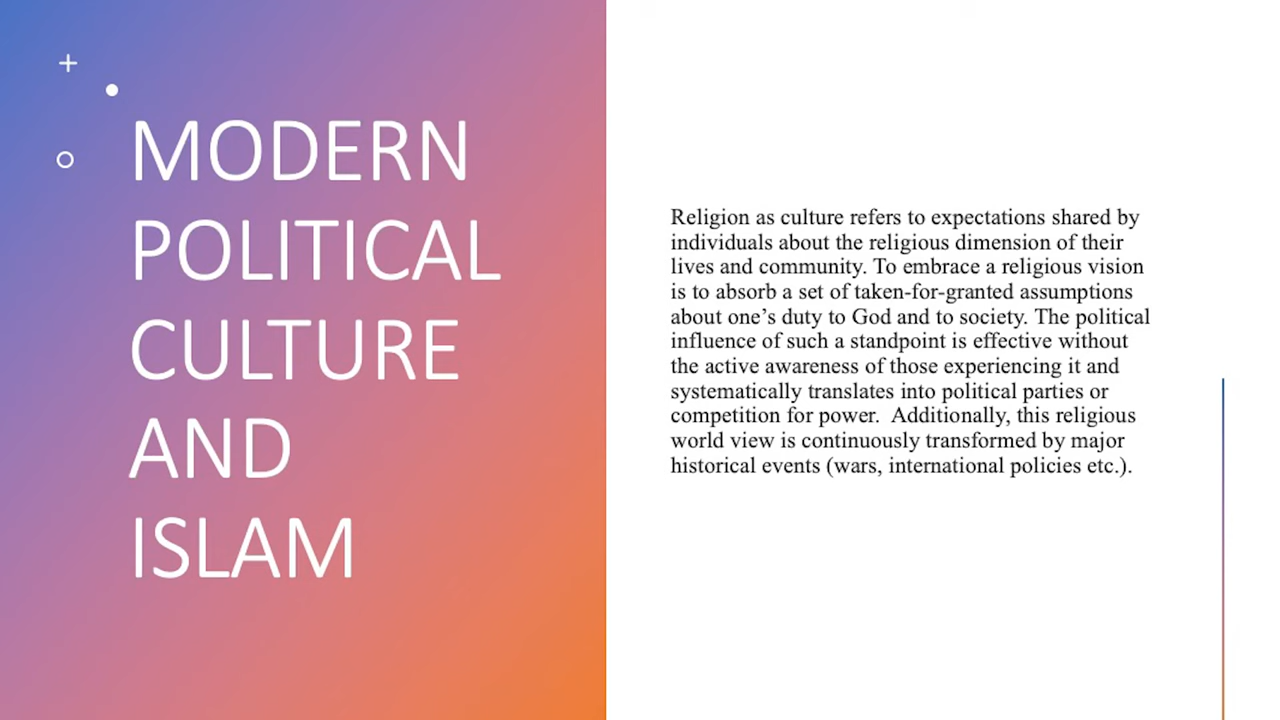 MODERN
POLITICAL
CULTURE
AND
ISLAM
Religion as culture refers to expectations shared by
individuals about the religious dimension of their
lives and community. To embrace a religious vision
is to absorb a set of taken-for-granted assumptions
about one’s duty to God and to society. The political
influence of such a standpoint is effective without
the active awareness of those experiencing it and
systematically translates into political parties or
competition for power.  Additionally, this religious
world view is continuously transformed by major
historical events (wars, international policies etc.).